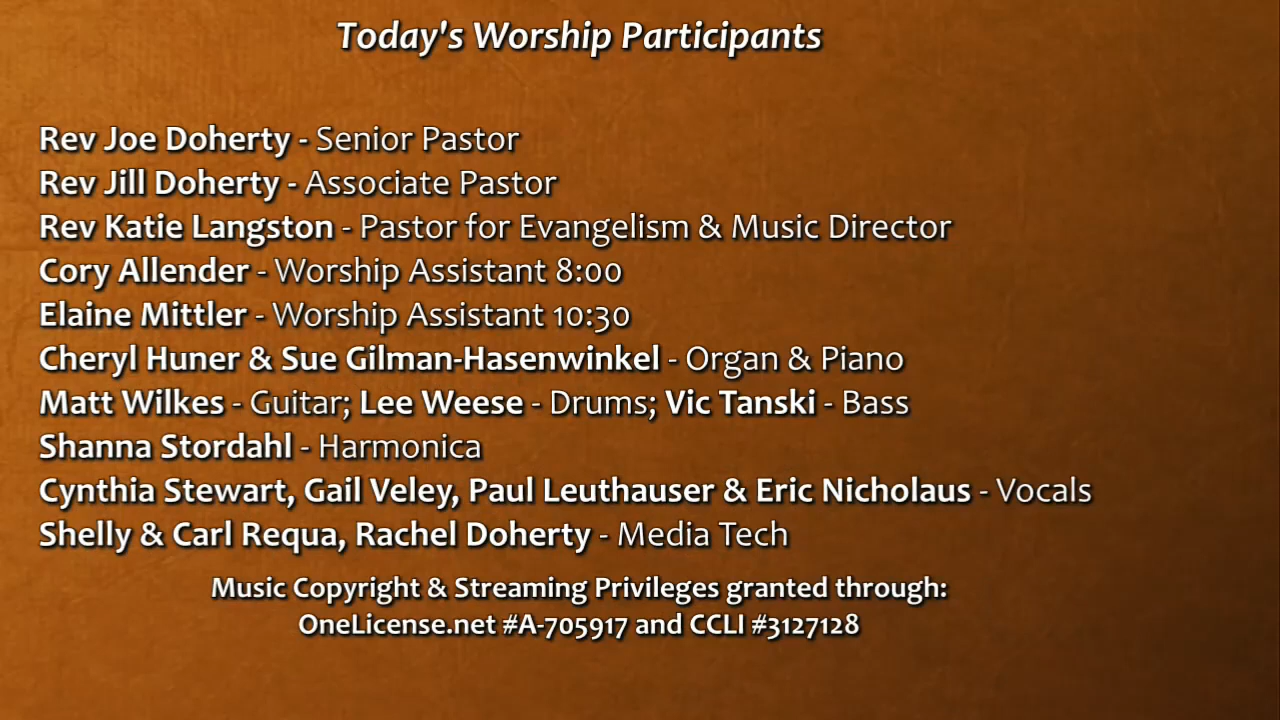 Today's Worship Participants
Rev Joe Doherty - Senior Pastor
Rev Jill Doherty - Associate Pastor
Rev Katie Langston - Pastor for Evangelism & Music Director
Cory Allender - Worship Assistant 8:00
Elaine Mittler - Worship Assistant 10:30
Cheryl Huner & Sue Gilman-Hasenwinkel - Organ & Piano
Matt Wilkes - Guitar; Lee Weese - Drums; Vic Tanski - Bass
Shanna Stordahl - Harmonica
Cynthia Stewart, Gail Veley, Paul Leuthauser & Eric Nicholaus - Vocals
Shelly & Carl Requa, Rachel Doherty - Media Tech
Music Copyright & Streaming Privileges granted through:
OneLicense.net #A-705917 and CCLI #3127128